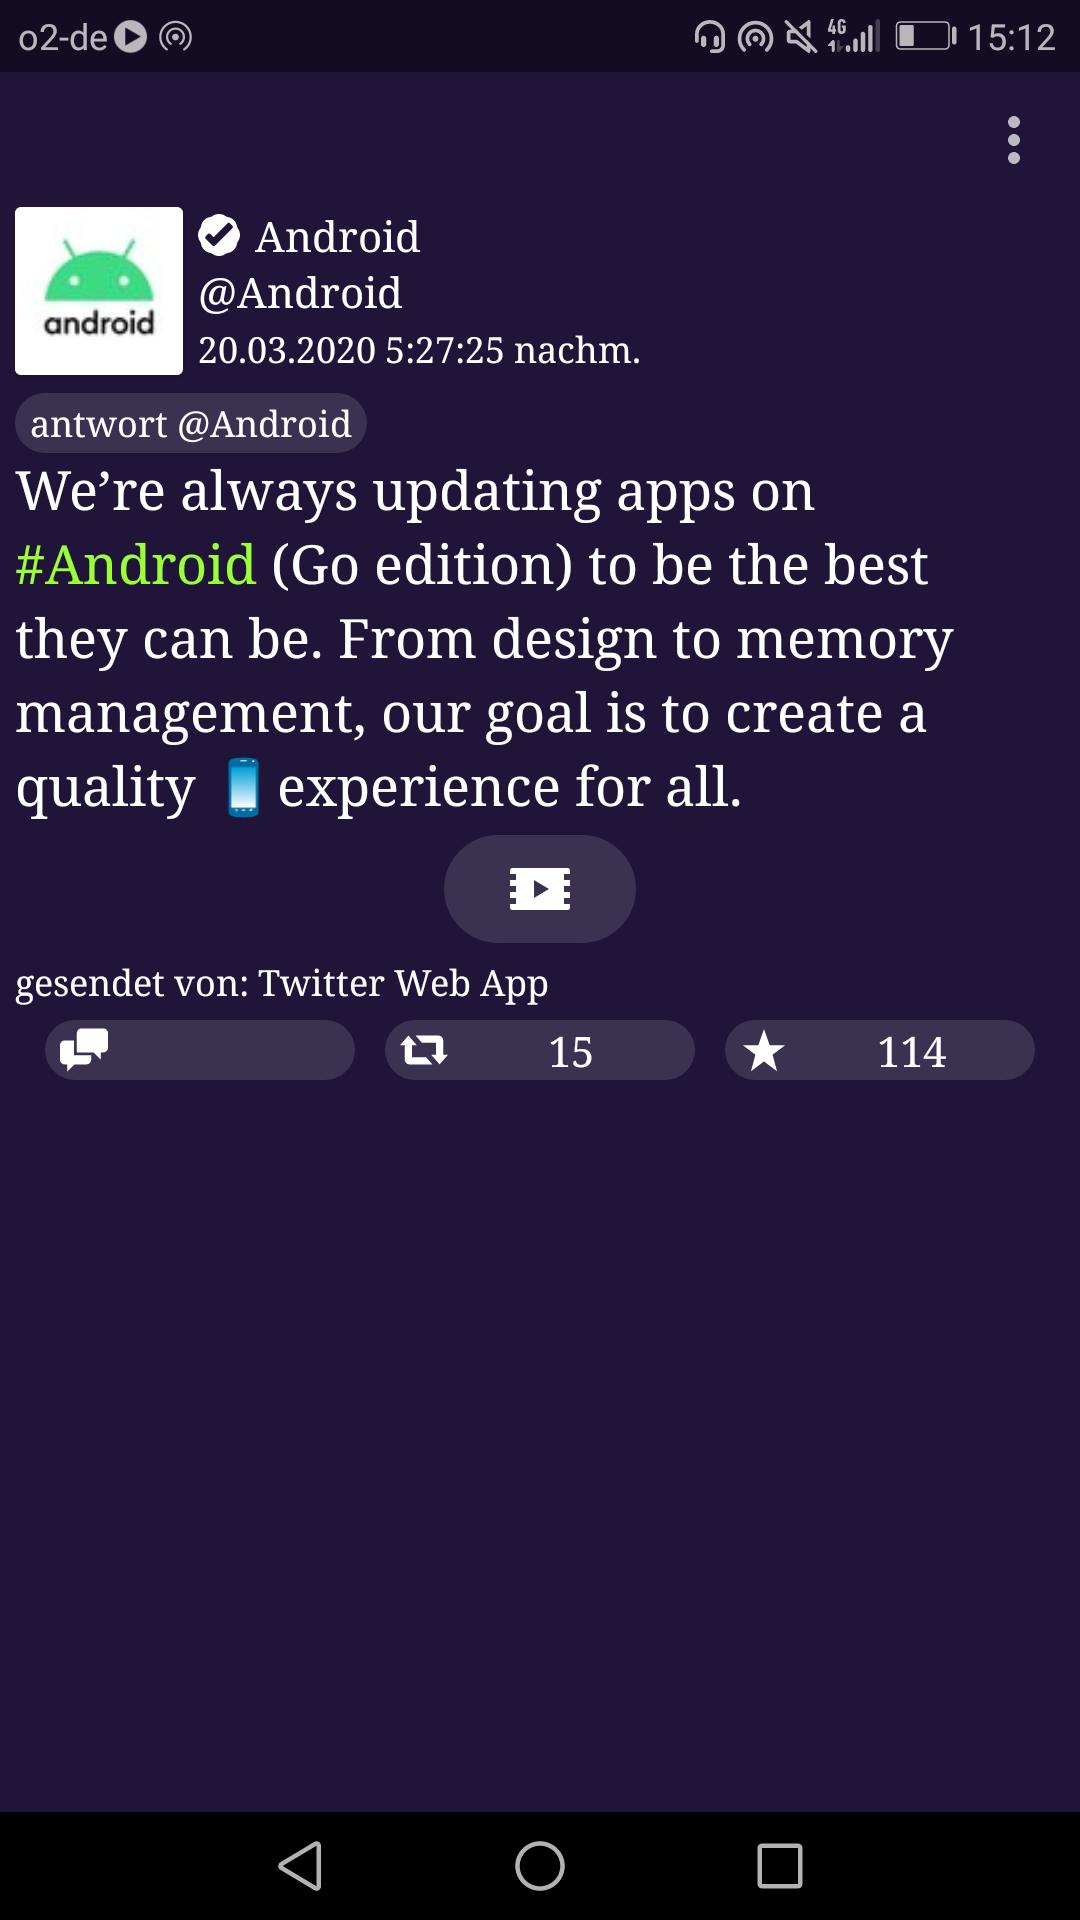 o2-de 4G 15:12
android
Android
@Android
20.03.2020 5:27:25 nachm.
antwort @Android
We’re always updating apps on
#Android (Go edition) to be the best
they can be. From design to memory
management, our goal is to create a
quality 📱 experience for all.
gesendet von: Twitter Web App
15 114